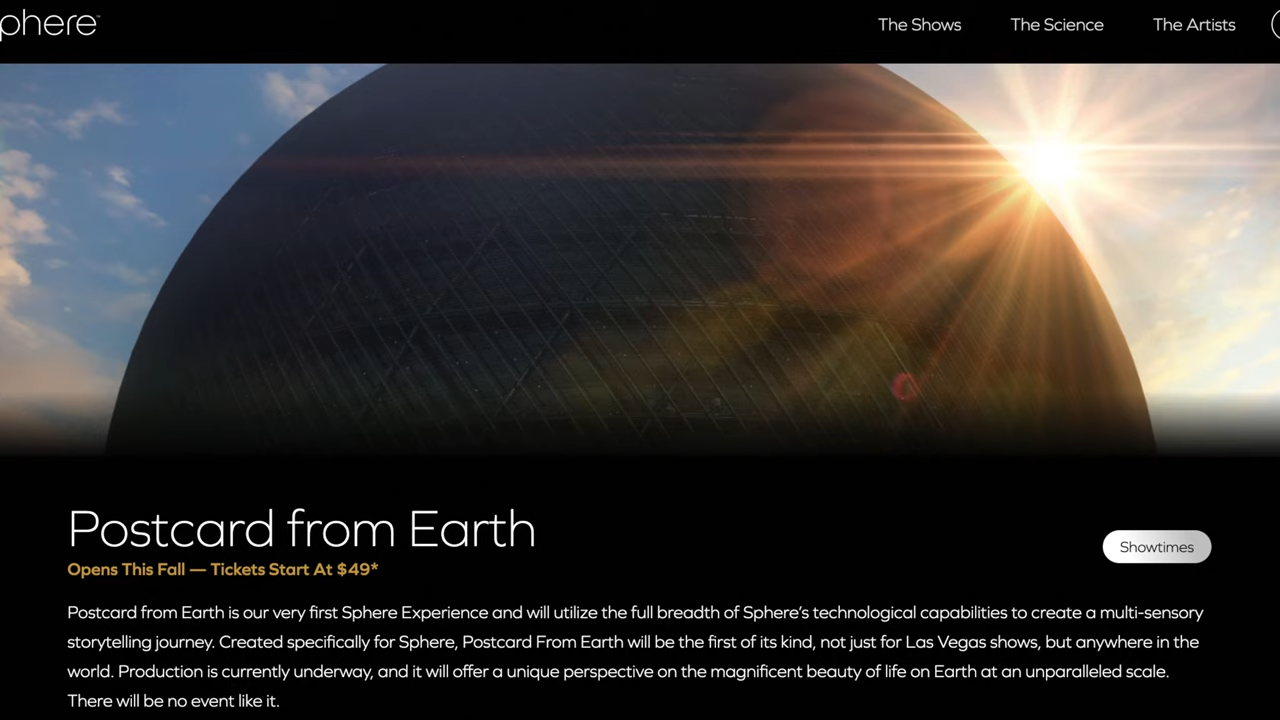 phere™
The Shows
The Science
The Artists
Postcard from Earth
Showtimes
Opens This Fall — Tickets Start At $49*
Postcard from Earth is our very first Sphere Experience and will utilize the full breadth of Sphere's technological capabilities to create a multi-sensory
storytelling journey. Created specifically for Sphere, Postcard From Earth will be the first of its kind, not just for Las Vegas shows, but anywhere in the
world. Production is currently underway, and it will offer a unique perspective on the magnificent beauty of life on Earth at an unparalleled scale.
There will be no event like it.